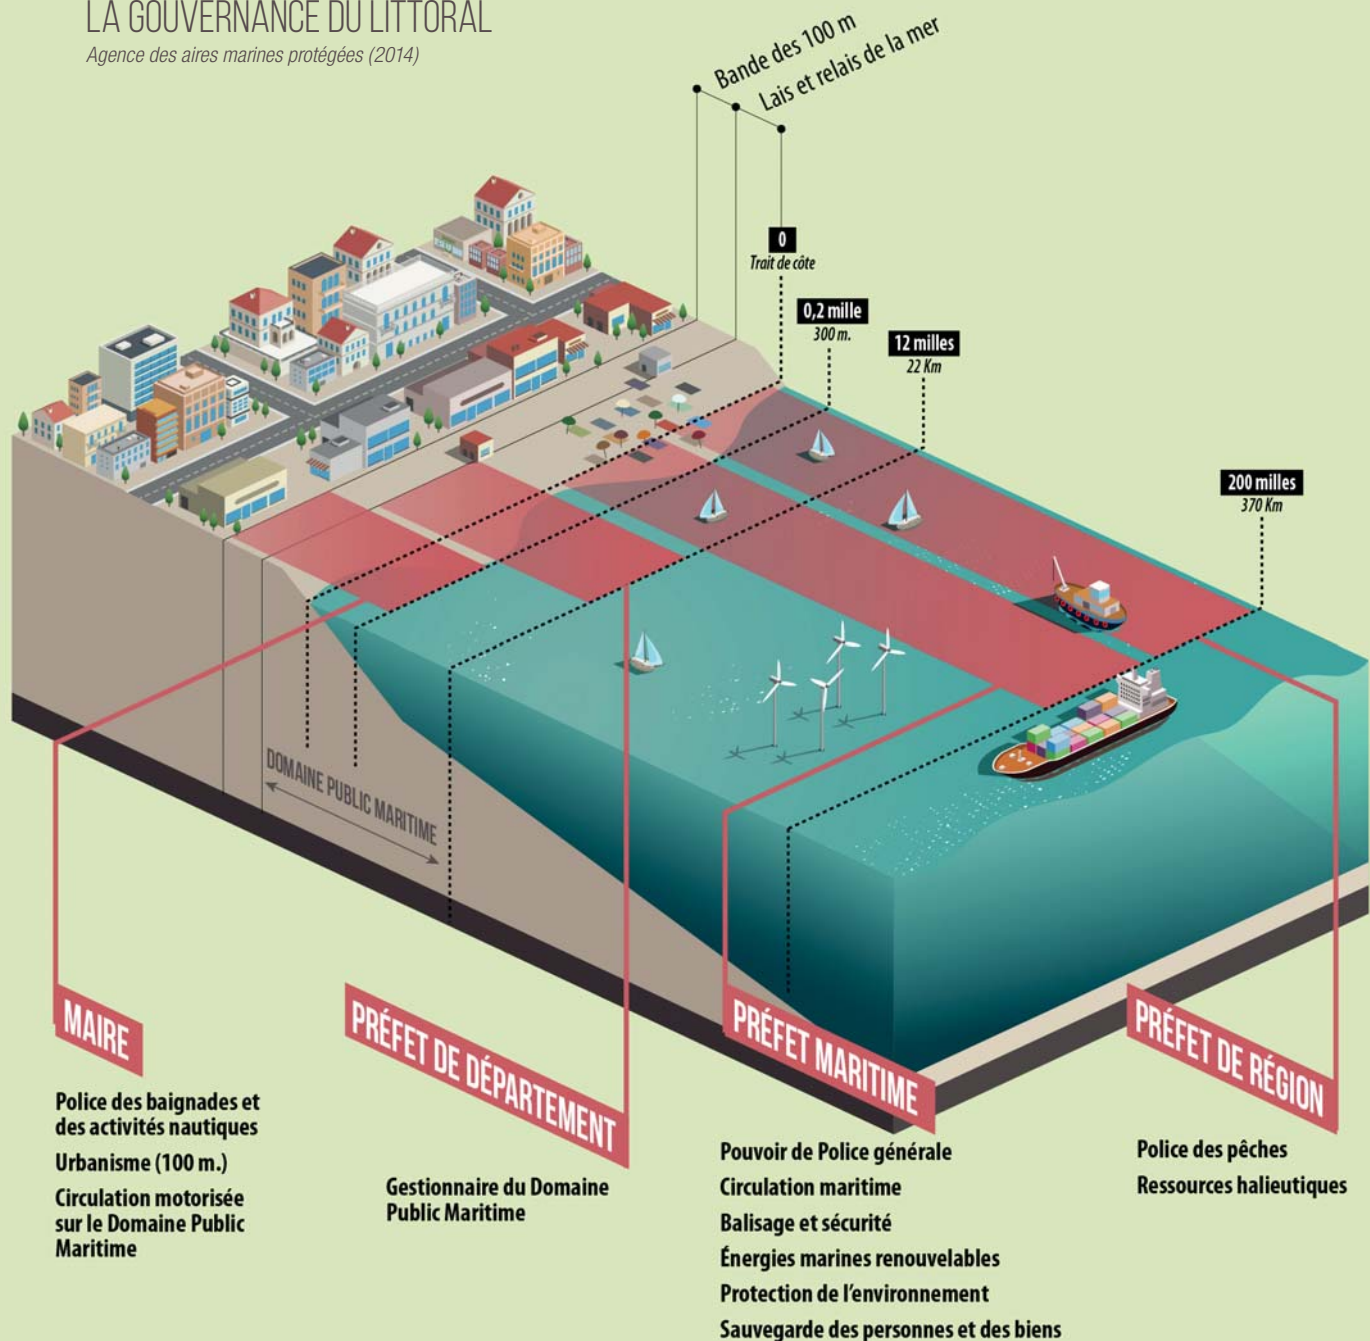 LA GOUVERNANCE DU LITTORAL
Agence des aires marines protégées (2014)
Bande des 100 m
Lais et relais de la mer
0
Trait de côte
0,2 mille
300 m.
12 milles
22 Km
200 milles
370 Km
DOMAINE PUBLIC MARITIME
MAIRE
Police des baignades et
des activités nautiques
Urbanisme (100 m.)
Circulation motorisée
sur le Domaine Public
Maritime
PRÉFET DE DÉPARTEMENT
Gestionnaire du Domaine
Public Maritime
PRÉFET MARITIME
Pouvoir de Police générale
Circulation maritime
Balisage et sécurité
Énergies marines renouvelables
Protection de l'environnement
Sauvegarde des personnes et des biens
PRÉFET DE RÉGION
Police des pêches
Ressources halieutiques